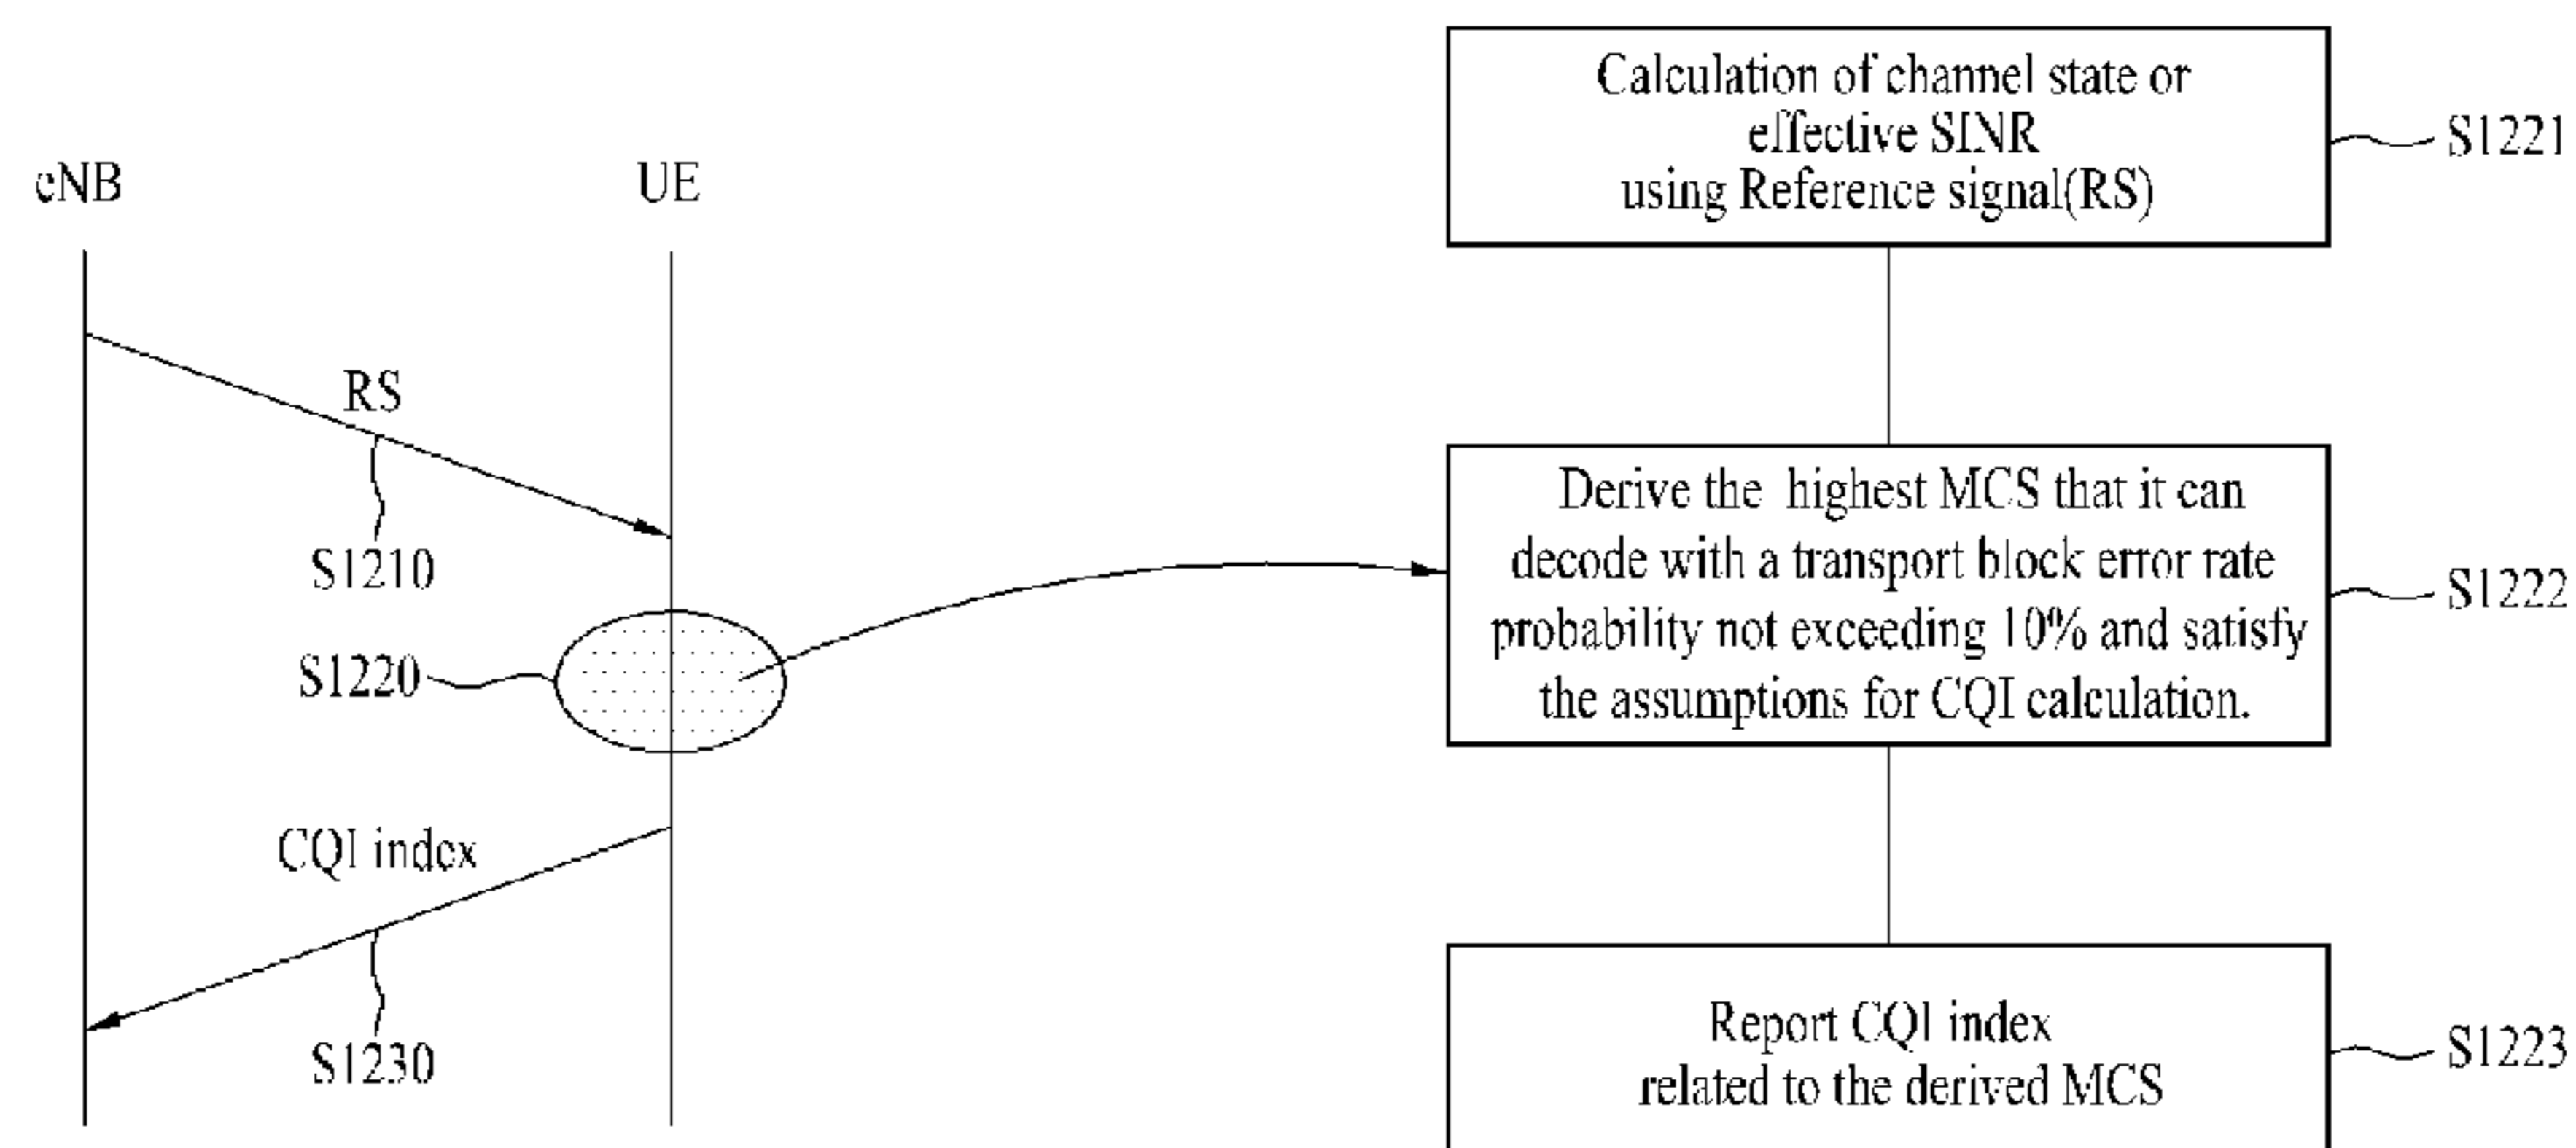 eNB
UE
RS
S1210
S1220
CQI index
S1230
Calculation of channel state or
effective SINR
using Reference signal(RS)
S1221
Derive the highest MCS that it can
decode with a transport block error rate
probability not exceeding 10% and satisfy
the assumptions for CQI calculation.
S1222
Report CQI index
related to the derived MCS
S1223